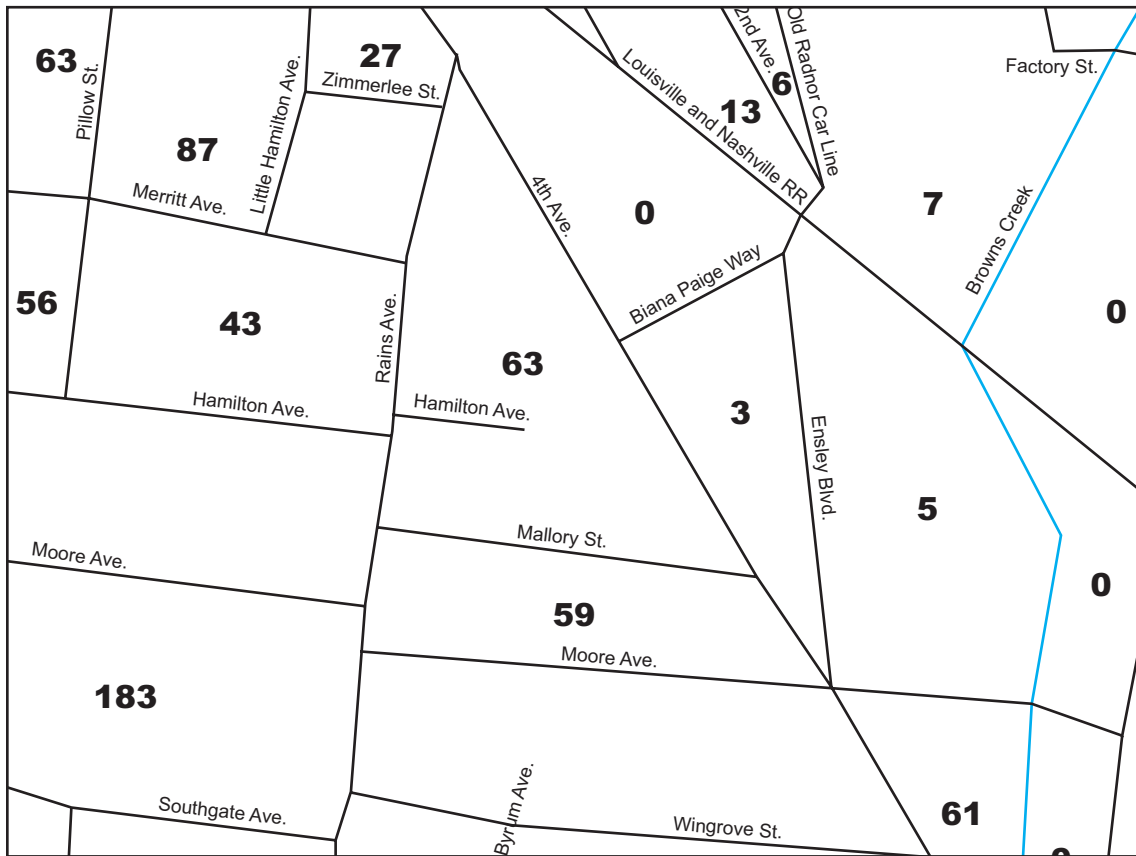 63
Pillow St.
87
Little Hamilton Ave.
27
Zimmerlee St.
Merritt Ave.
56
43
Rains Ave.
Hamilton Ave.
Hamilton Ave.
63
4th Ave.
0
Louisville and Nashville RR
13
2nd Ave.
6
Old Radnor Car Line
7
Factory St.
Browns Creek
0
Biana Paige Way
3
Ensley Blvd.
5
0
Mallory St.
Moore Ave.
59
Moore Ave.
183
Southgate Ave.
Byrum Ave.
Wingrove St.
61